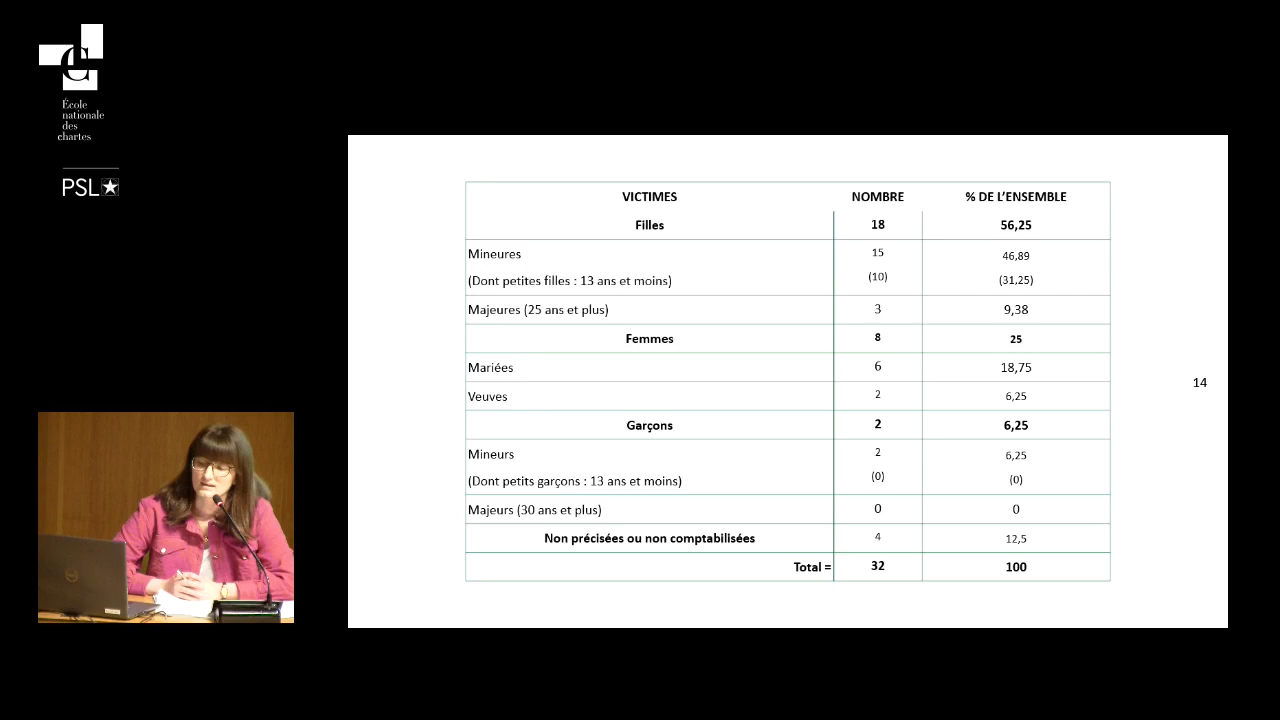 École
nationale
des
chartes
PSL
VICTIMES NOMBRE % DE L’ENSEMBLE
Filles 18 56,25
Mineures 15 46,89
(Dont petites filles : 13 ans et moins) (10) (31,25)
Majeures (25 ans et plus) 3 9,38
Femmes 8 25
Mariées 6 18,75
Veuves 2 6,25
Garçons 2 6,25
Mineurs 2 6,25
(Dont petits garçons : 13 ans et moins) (0) (0)
Majeurs (30 ans et plus) 0 0
Non précisées ou non comptabilisées 4 12,5
Total = 32 100
14